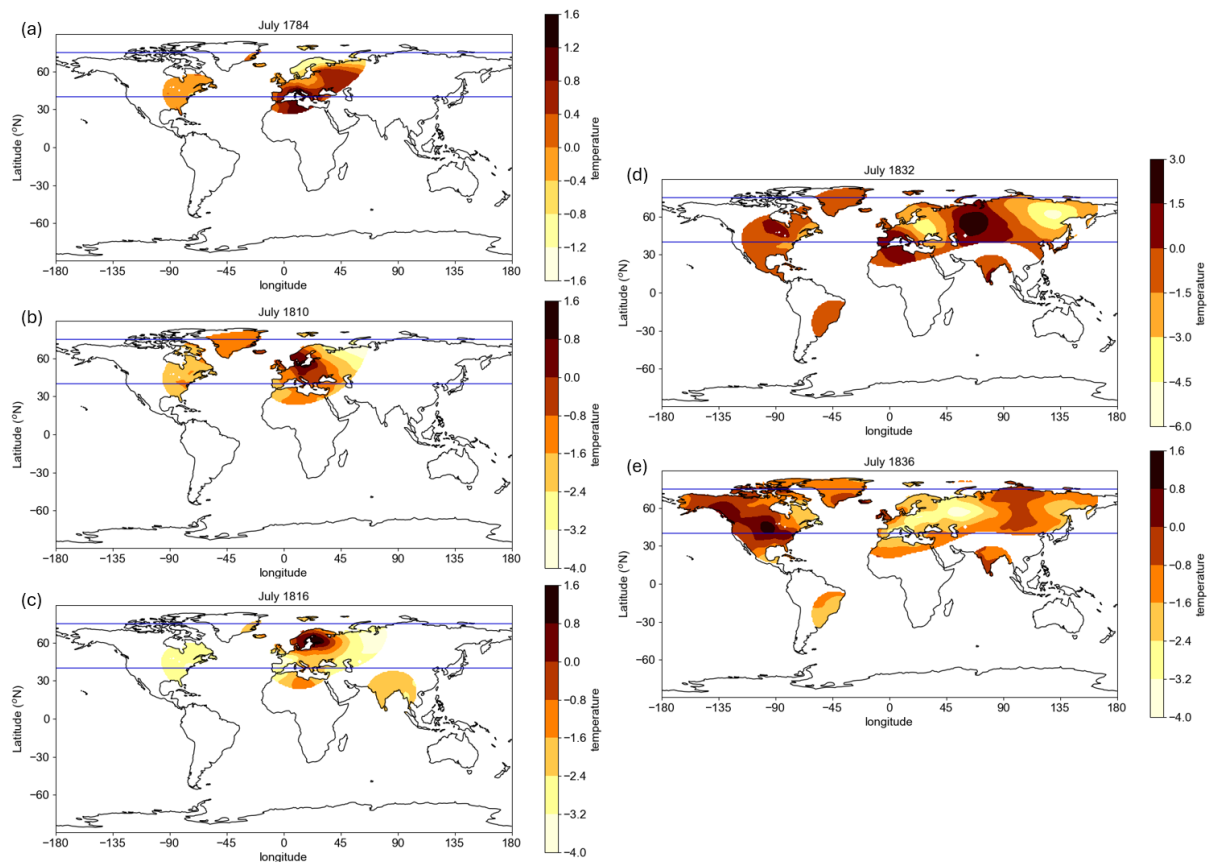 (a)
July 1784
Latitude (°N)
60
30
0
−30
−60
−180 −135 −90 −45 0 45 90 135 180
longitude
1.6
1.2
0.8
0.4
0.0
−0.4
−0.8
−1.2
−1.6
temperature
(b)
July 1810
Latitude (°N)
60
30
0
−30
−60
−180 −135 −90 −45 0 45 90 135 180
longitude
1.6
0.8
0.0
−0.8
−1.6
−2.4
−3.2
−4.0
temperature
(c)
July 1816
Latitude (°N)
60
30
0
−30
−60
−180 −135 −90 −45 0 45 90 135 180
longitude
1.6
0.8
0.0
−0.8
−1.6
−2.4
−3.2
−4.0
temperature
(d)
July 1832
Latitude (°N)
60
30
0
−30
−60
−180 −135 −90 −45 0 45 90 135 180
longitude
3.0
1.5
0.0
−1.5
−3.0
−4.5
−6.0
temperature
(e)
July 1836
Latitude (°N)
60
30
0
−30
−60
−180 −135 −90 −45 0 45 90 135 180
longitude
1.6
0.8
0.0
−0.8
−1.6
−2.4
−3.2
−4.0
temperature